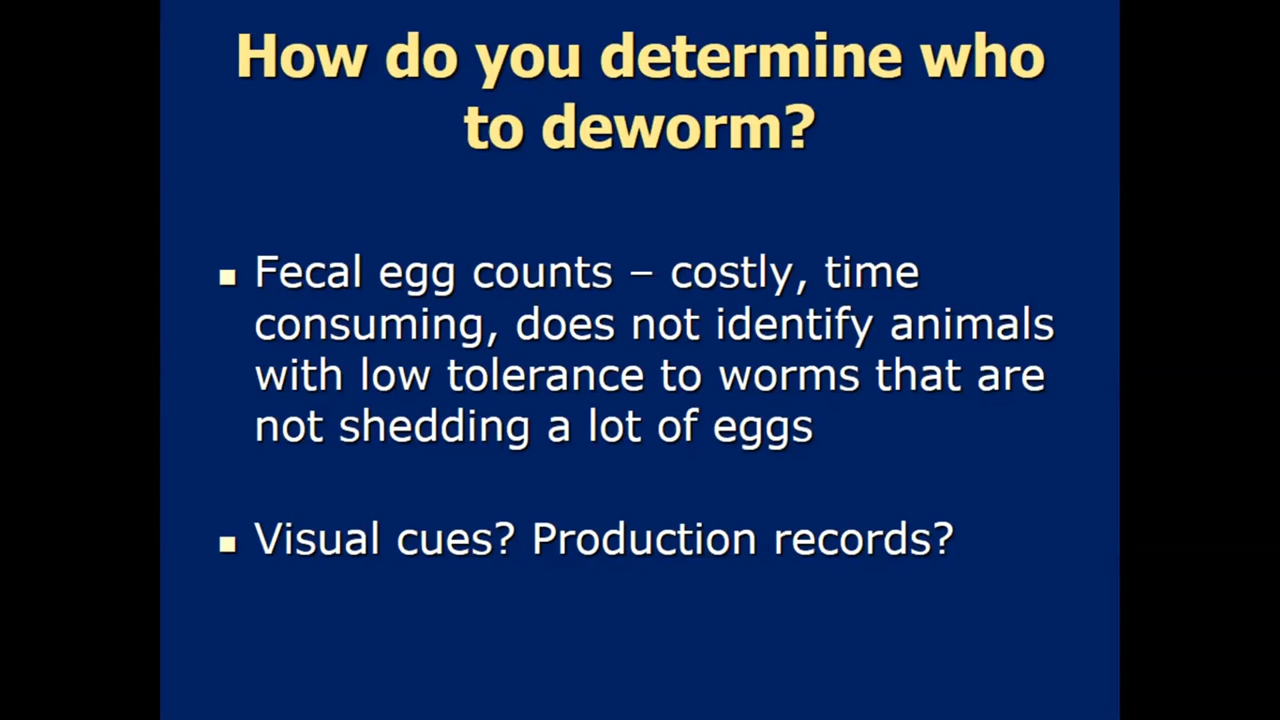 How do you determine who
to deworm?
Fecal egg counts – costly, time
consuming, does not identify animals
with low tolerance to worms that are
not shedding a lot of eggs
Visual cues? Production records?